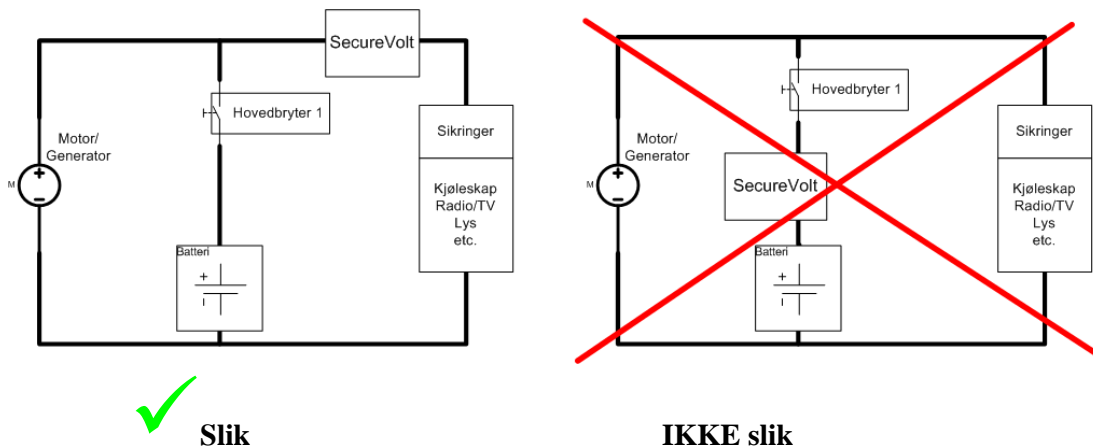 SecureVolt
Hovedbryter 1
Motor/
Generator
M
+
−
Batteri
+
−
Sikringer
Kjøleskap
Radio/TV
Lys
etc.
Slik
Hovedbryter 1
Motor/
Generator
M
+
−
SecureVolt
Batteri
+
−
Sikringer
Kjøleskap
Radio/TV
Lys
etc.
IKKE slik